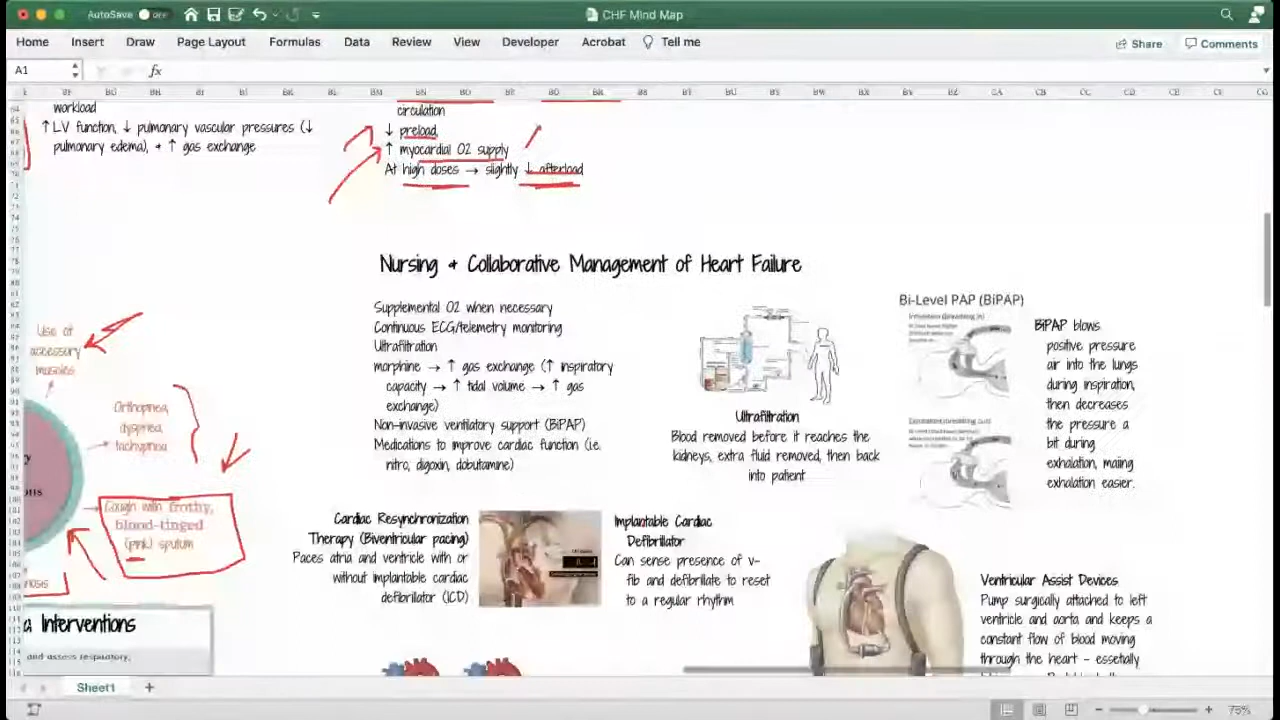 AutoSave OFF
CHF Mind Map
Home Insert Draw Page Layout Formulas Data Review View Developer Acrobat Tell me
Share Comments
A1
fx
workload
↑ LV function, ↓ pulmonary vascular pressures (↓
pulmonary edema), + ↑ gas exchange
circulation
↓ preload
↑ myocardial O2 supply
At high doses → slightly ↓ afterload
Nursing + Collaborative Management of Heart Failure
Supplemental O2 when necessary
Continuous ECG/telemetry monitoring
Ultrafiltration
morphine → ↑ gas exchange (↑ inspiratory
capacity → ↑ tidal volume → ↑ gas
exchange)
Non-invasive ventilatory support (BiPAP)
Medications to improve cardiac function (i.e.
nitro, digoxin, dobutamine)
Ultrafiltration
Blood removed before it reaches the
kidneys, extra fluid removed, then back
into patient
Bi-Level PAP (BiPAP)
BiPAP blows
positive pressure
air into the lungs
during inspiration,
then decreases
the pressure a
bit during
exhalation, maiing
exhalation easier.
Use of
accessory
muscles
Orthopnea,
dyspnea,
tachypnea
Cough with frothy,
blood-tinged
(pink) sputum
Cardiac Resynchronization
Therapy (Biventricular pacing)
Paces atria and ventricle with or
without implantable cardiac
defibrillator (ICD)
Implantable Cardiac
Defibrillator
Can sense presence of v-
fib and defibrillate to reset
to a regular rhythm
Ventricular Assist Devices
Pump surgically attached to left
ventricle and aorta and keeps a
constant flow of blood moving
through the heart - essetially
a Interventions
and assess respiratory,
Sheet1
75%